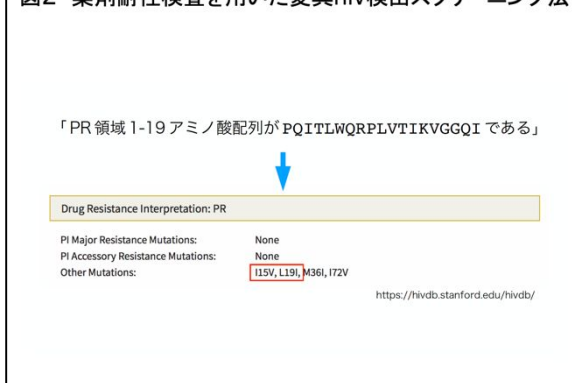 図2 薬剤耐性検査を用いた変異HIV検出スクリーニング法
「PR領域1-19アミノ酸配列がPQITLWQRPLVTIKVGGQIである」
Drug Resistance Interpretation: PR
PI Major Resistance Mutations: None
PI Accessory Resistance Mutations: None
Other Mutations: I15V, L19I, M36I, I72V
https://hivdb.stanford.edu/hivdb/